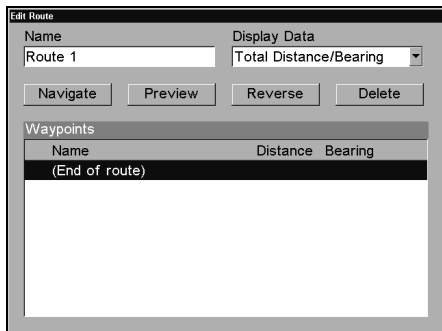 Edit Route
Name Display Data
Route 1 Total Distance/Bearing
Navigate Preview Reverse Delete
Waypoints
Name Distance Bearing
(End of route)